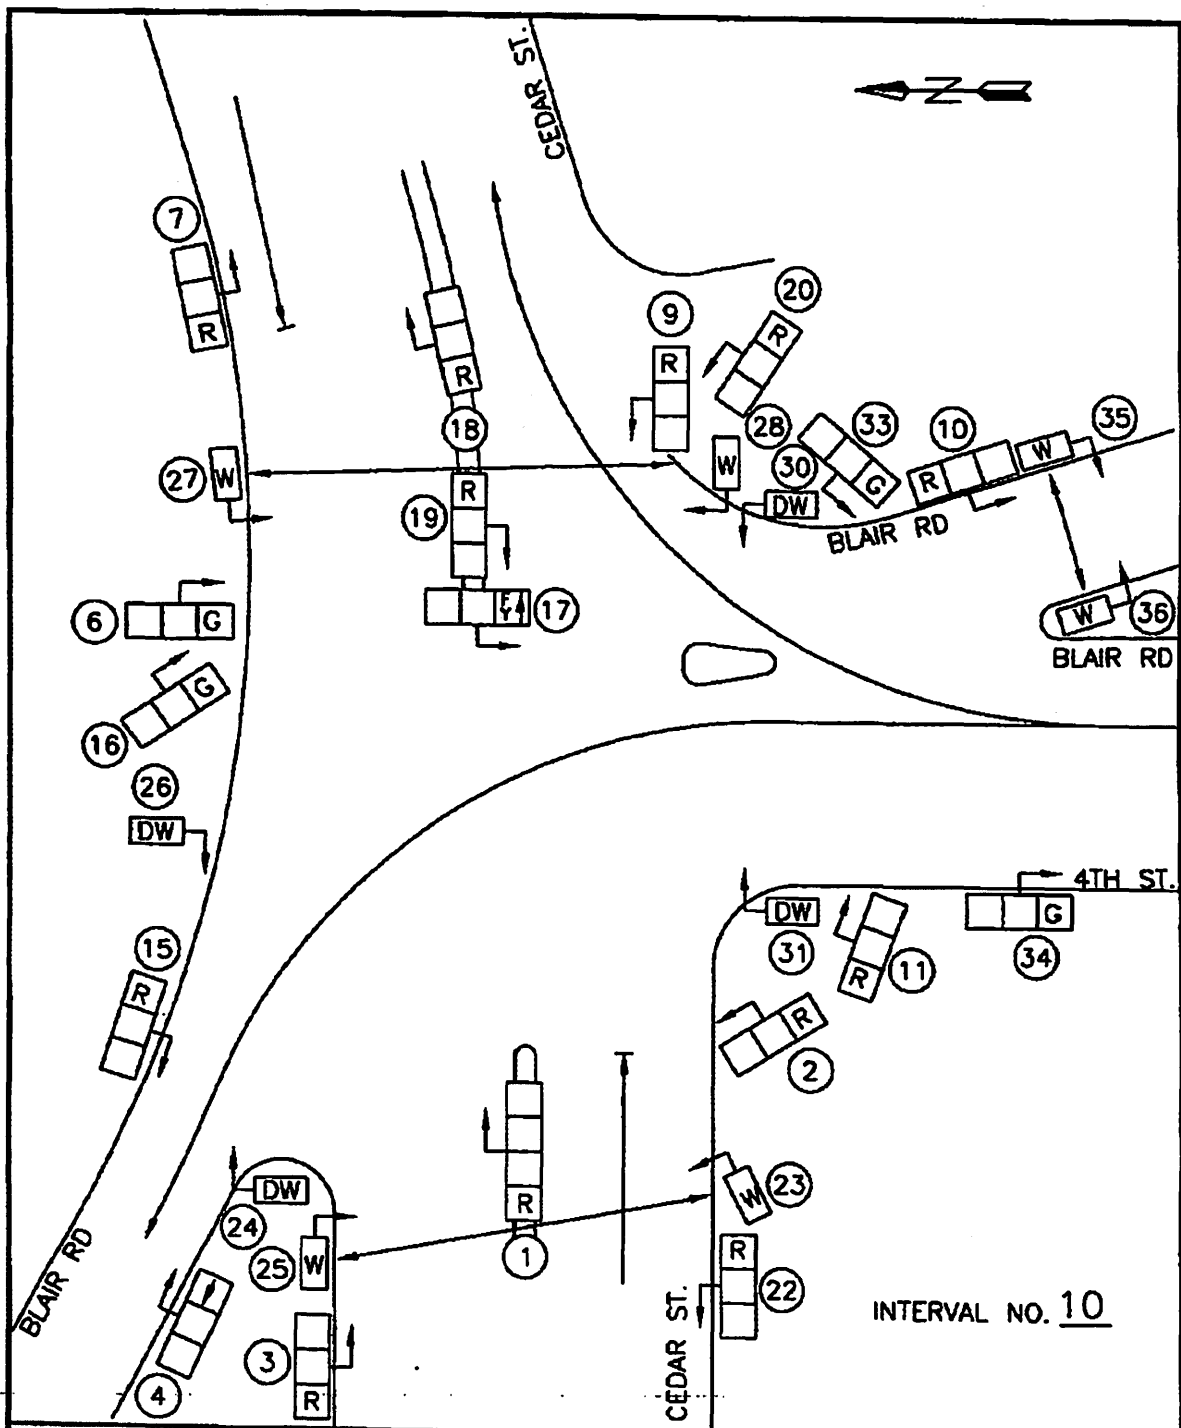 CEDAR ST.
N
7
R
20
9
R
R
R
18
28
33
10
35
27
W
R
W
30
R
W
19
DW
G
BLAIR RD
6
G
FY
17
W
36
BLAIR RD
G
16
26
DW
4TH ST.
DW
G
15
31
34
R
11
R
R
2
DW
W
23
24
R
25
W
1
R
22
BLAIR RD
CEDAR ST.
INTERVAL NO. 10
3
4
R